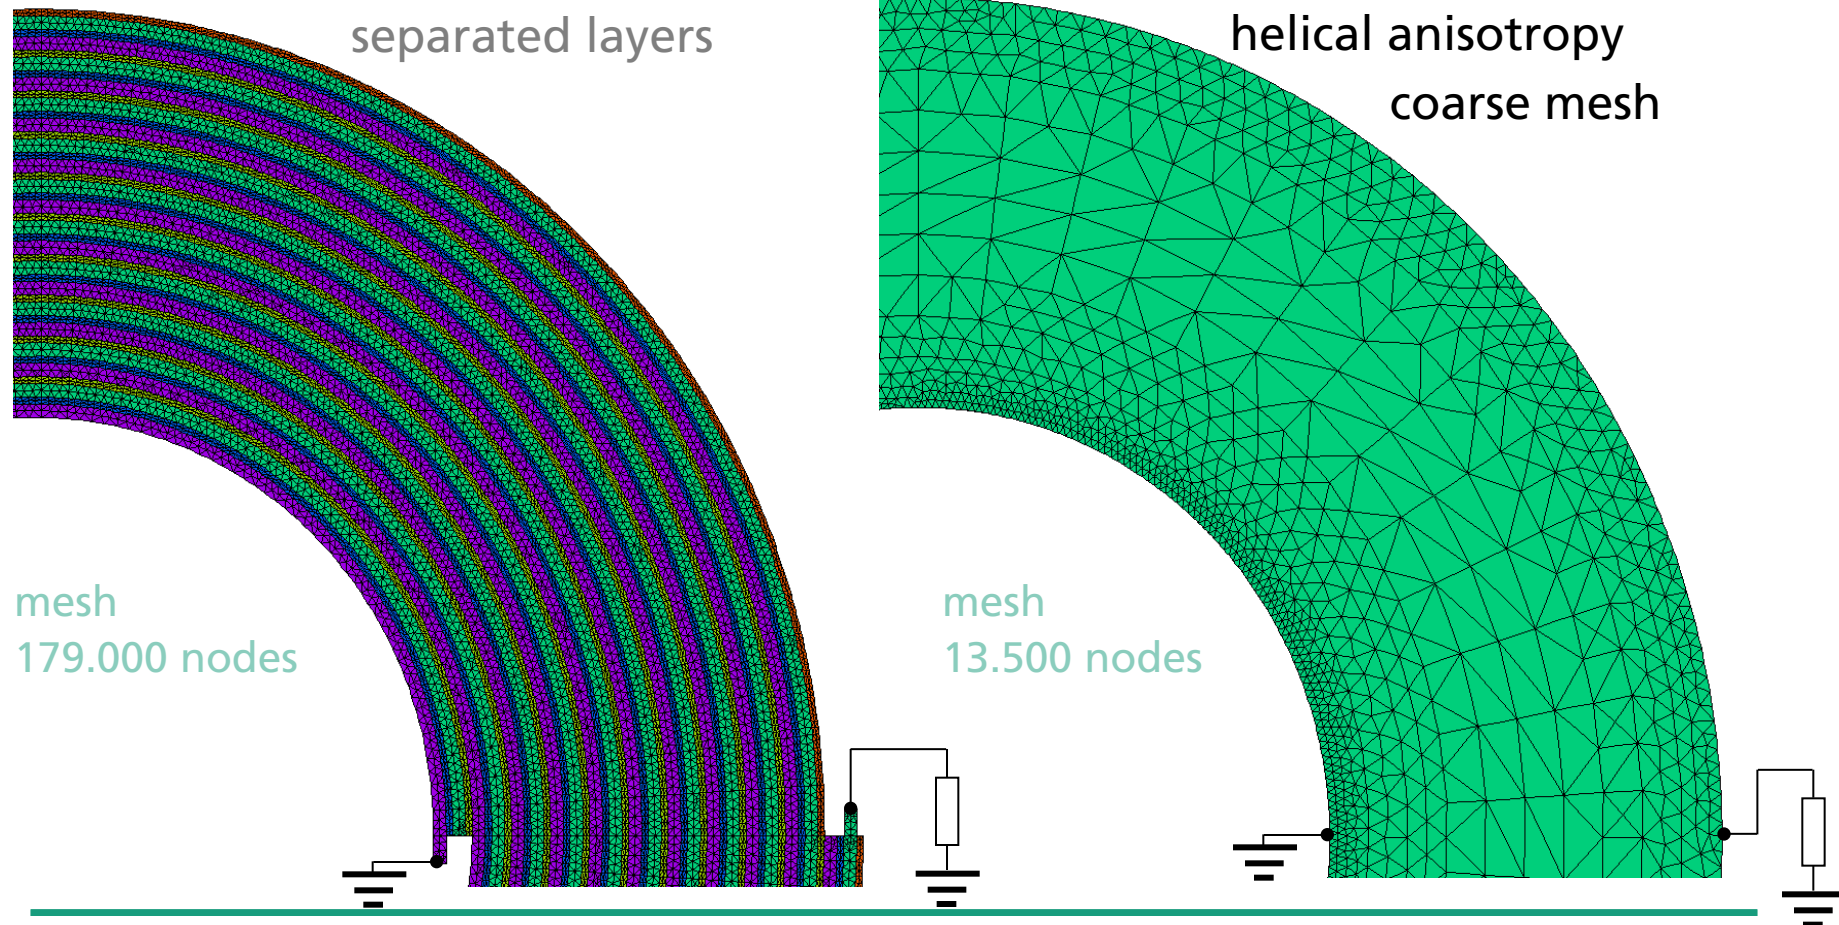 separated layers
helical anisotropy
coarse mesh
mesh
179.000 nodes
mesh
13.500 nodes